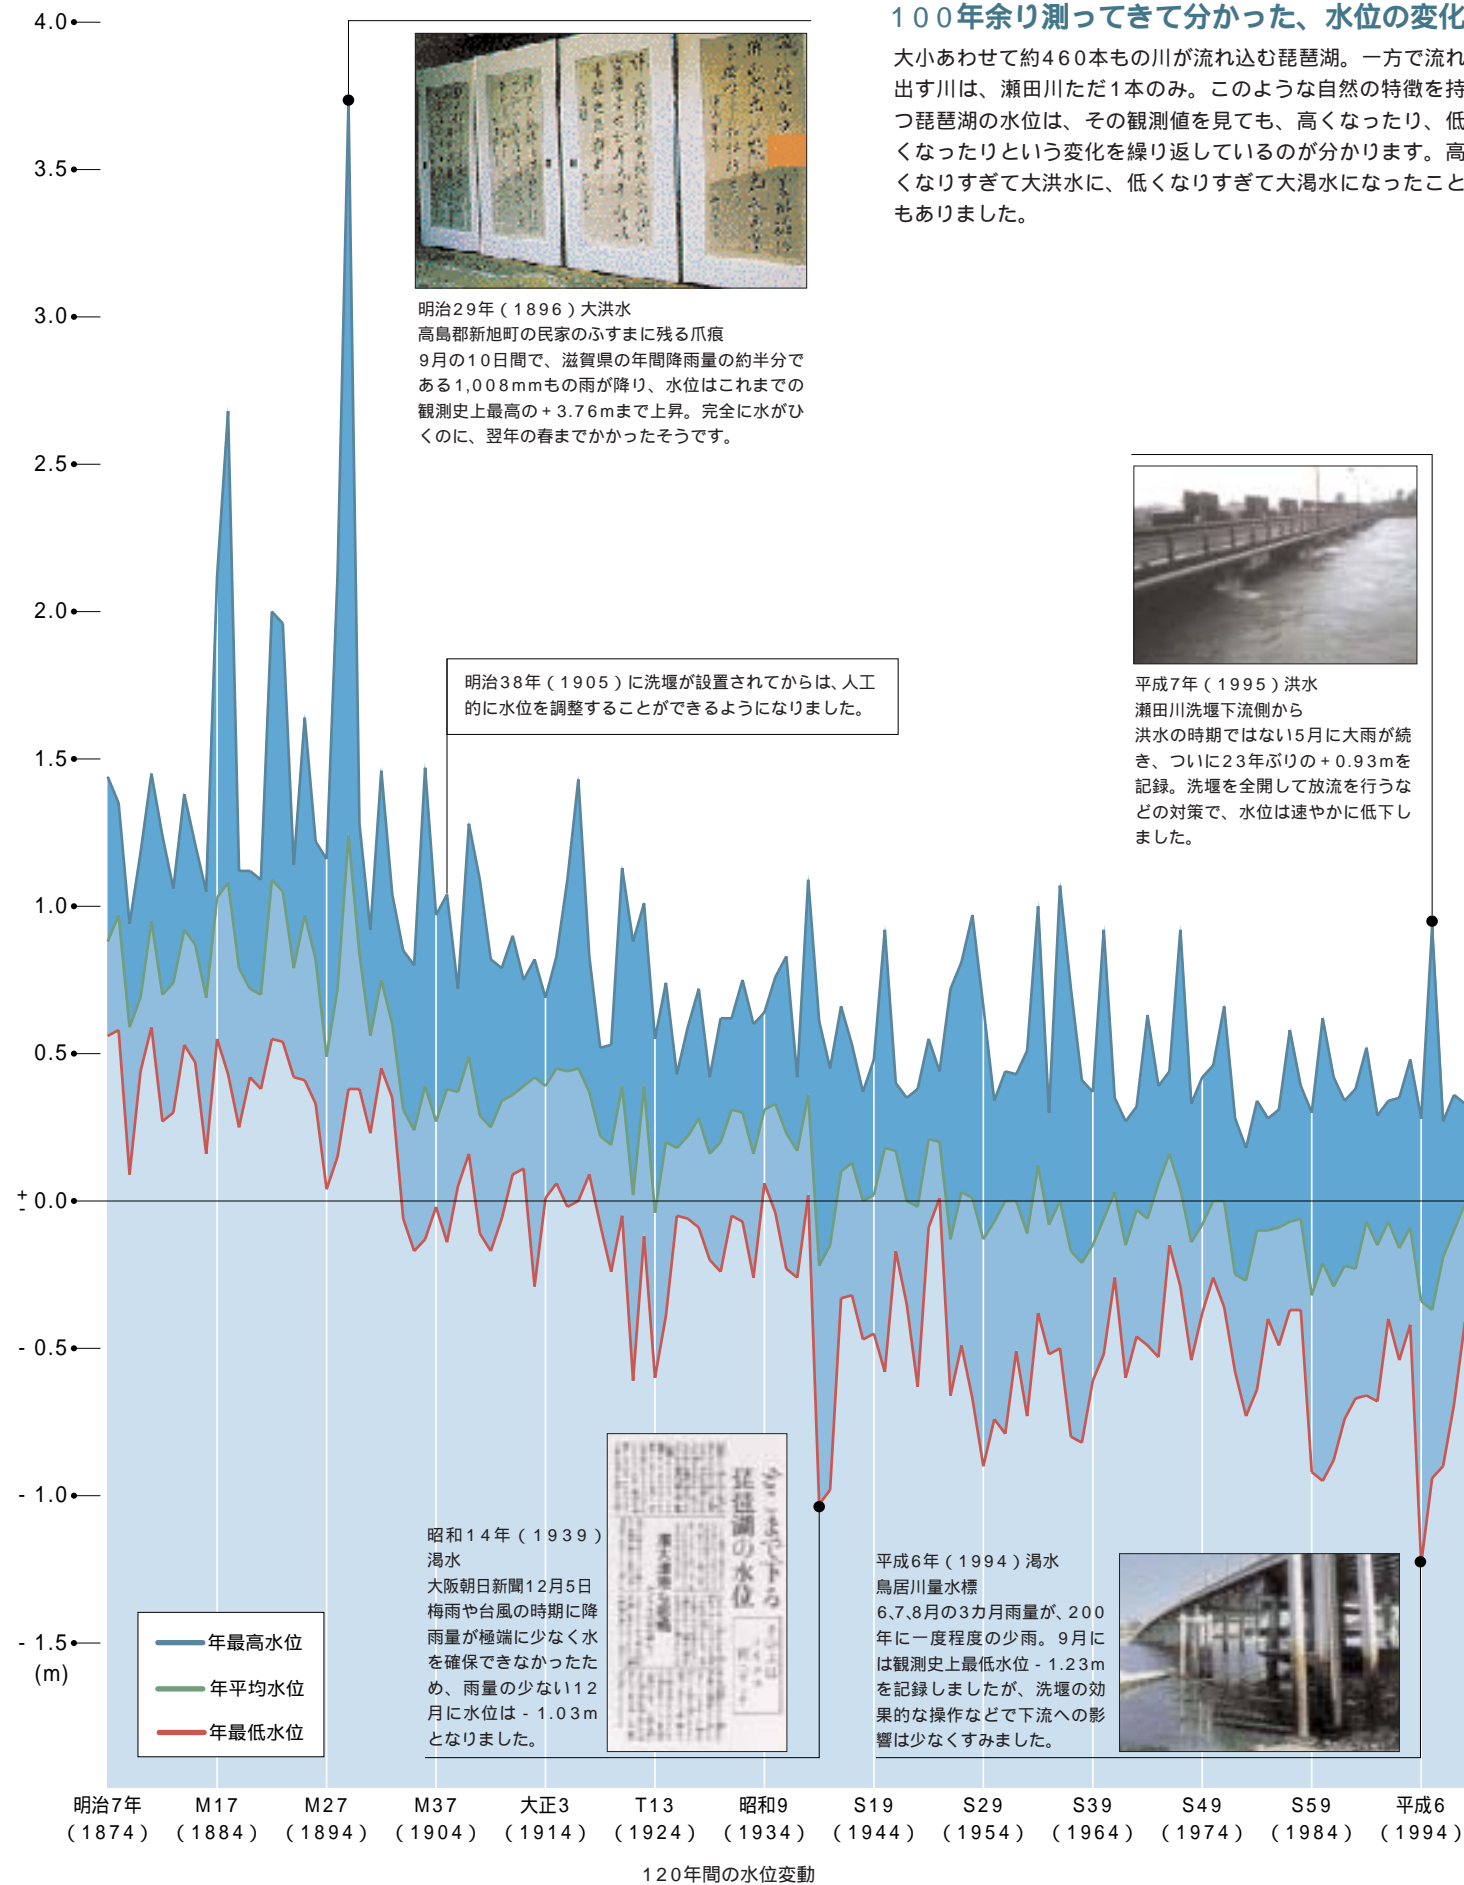 100年余り測ってきて分かった、水位の変化
大小あわせて約460本もの川が流れ込む琵琶湖。一方で流れ
出す川は、瀬田川ただ1本のみ。このような自然の特徴を持
つ琵琶湖の水位は、その観測値を見ても、高くなったり、低
くなったりという変化を繰り返しているのが分かります。高
くなりすぎて大洪水に、低くなりすぎて大渇水になったこと
もありました。
4.0
3.5
3.0
2.5
2.0
1.5
1.0
0.5
+
-
0.0
- 0.5
- 1.0
- 1.5
(m)
明治29年(1896)大洪水
高島郡新旭町の民家のふすまに残る爪痕
9月の10日間で、滋賀県の年間降雨量の約半分で
ある1,008mmもの雨が降り、水位はこれまでの
観測史上最高の+3.76mまで上昇。完全に水がひ
くのに、翌年の春までかかったそうです。
明治38年(1905)に洗堰が設置されてからは、人工
的に水位を調整することができるようになりました。
平成7年(1995)洪水
瀬田川洗堰下流側から
洪水の時期ではない5月に大雨が続
き、ついに23年ぶりの+0.93mを
記録。洗堰を全開して放流を行うな
どの対策で、水位は速やかに低下し
ました。
昭和14年(1939)
渇水
大阪朝日新聞12月5日
梅雨や台風の時期に降
雨量が極端に少なく水
を確保できなかったた
め、雨量の少ない12
月に水位は - 1.03m
となりました。
平成6年(1994)渇水
鳥居川量水標
6、7、8月の3カ月雨量が、200
年に一度程度の少雨。9月に
は観測史上最低水位 - 1.23m
を記録しましたが、洗堰の効
果的な操作などで下流への影
響は少なくすみました。
年最高水位
年平均水位
年最低水位
明治7年 M17 M27 M37 大正3 T13 昭和9 S19 S29 S39 S49 S59 平成6
(1874) (1884) (1894) (1904) (1914) (1924) (1934) (1944) (1954) (1964) (1974) (1984) (1994)
120年間の水位変動